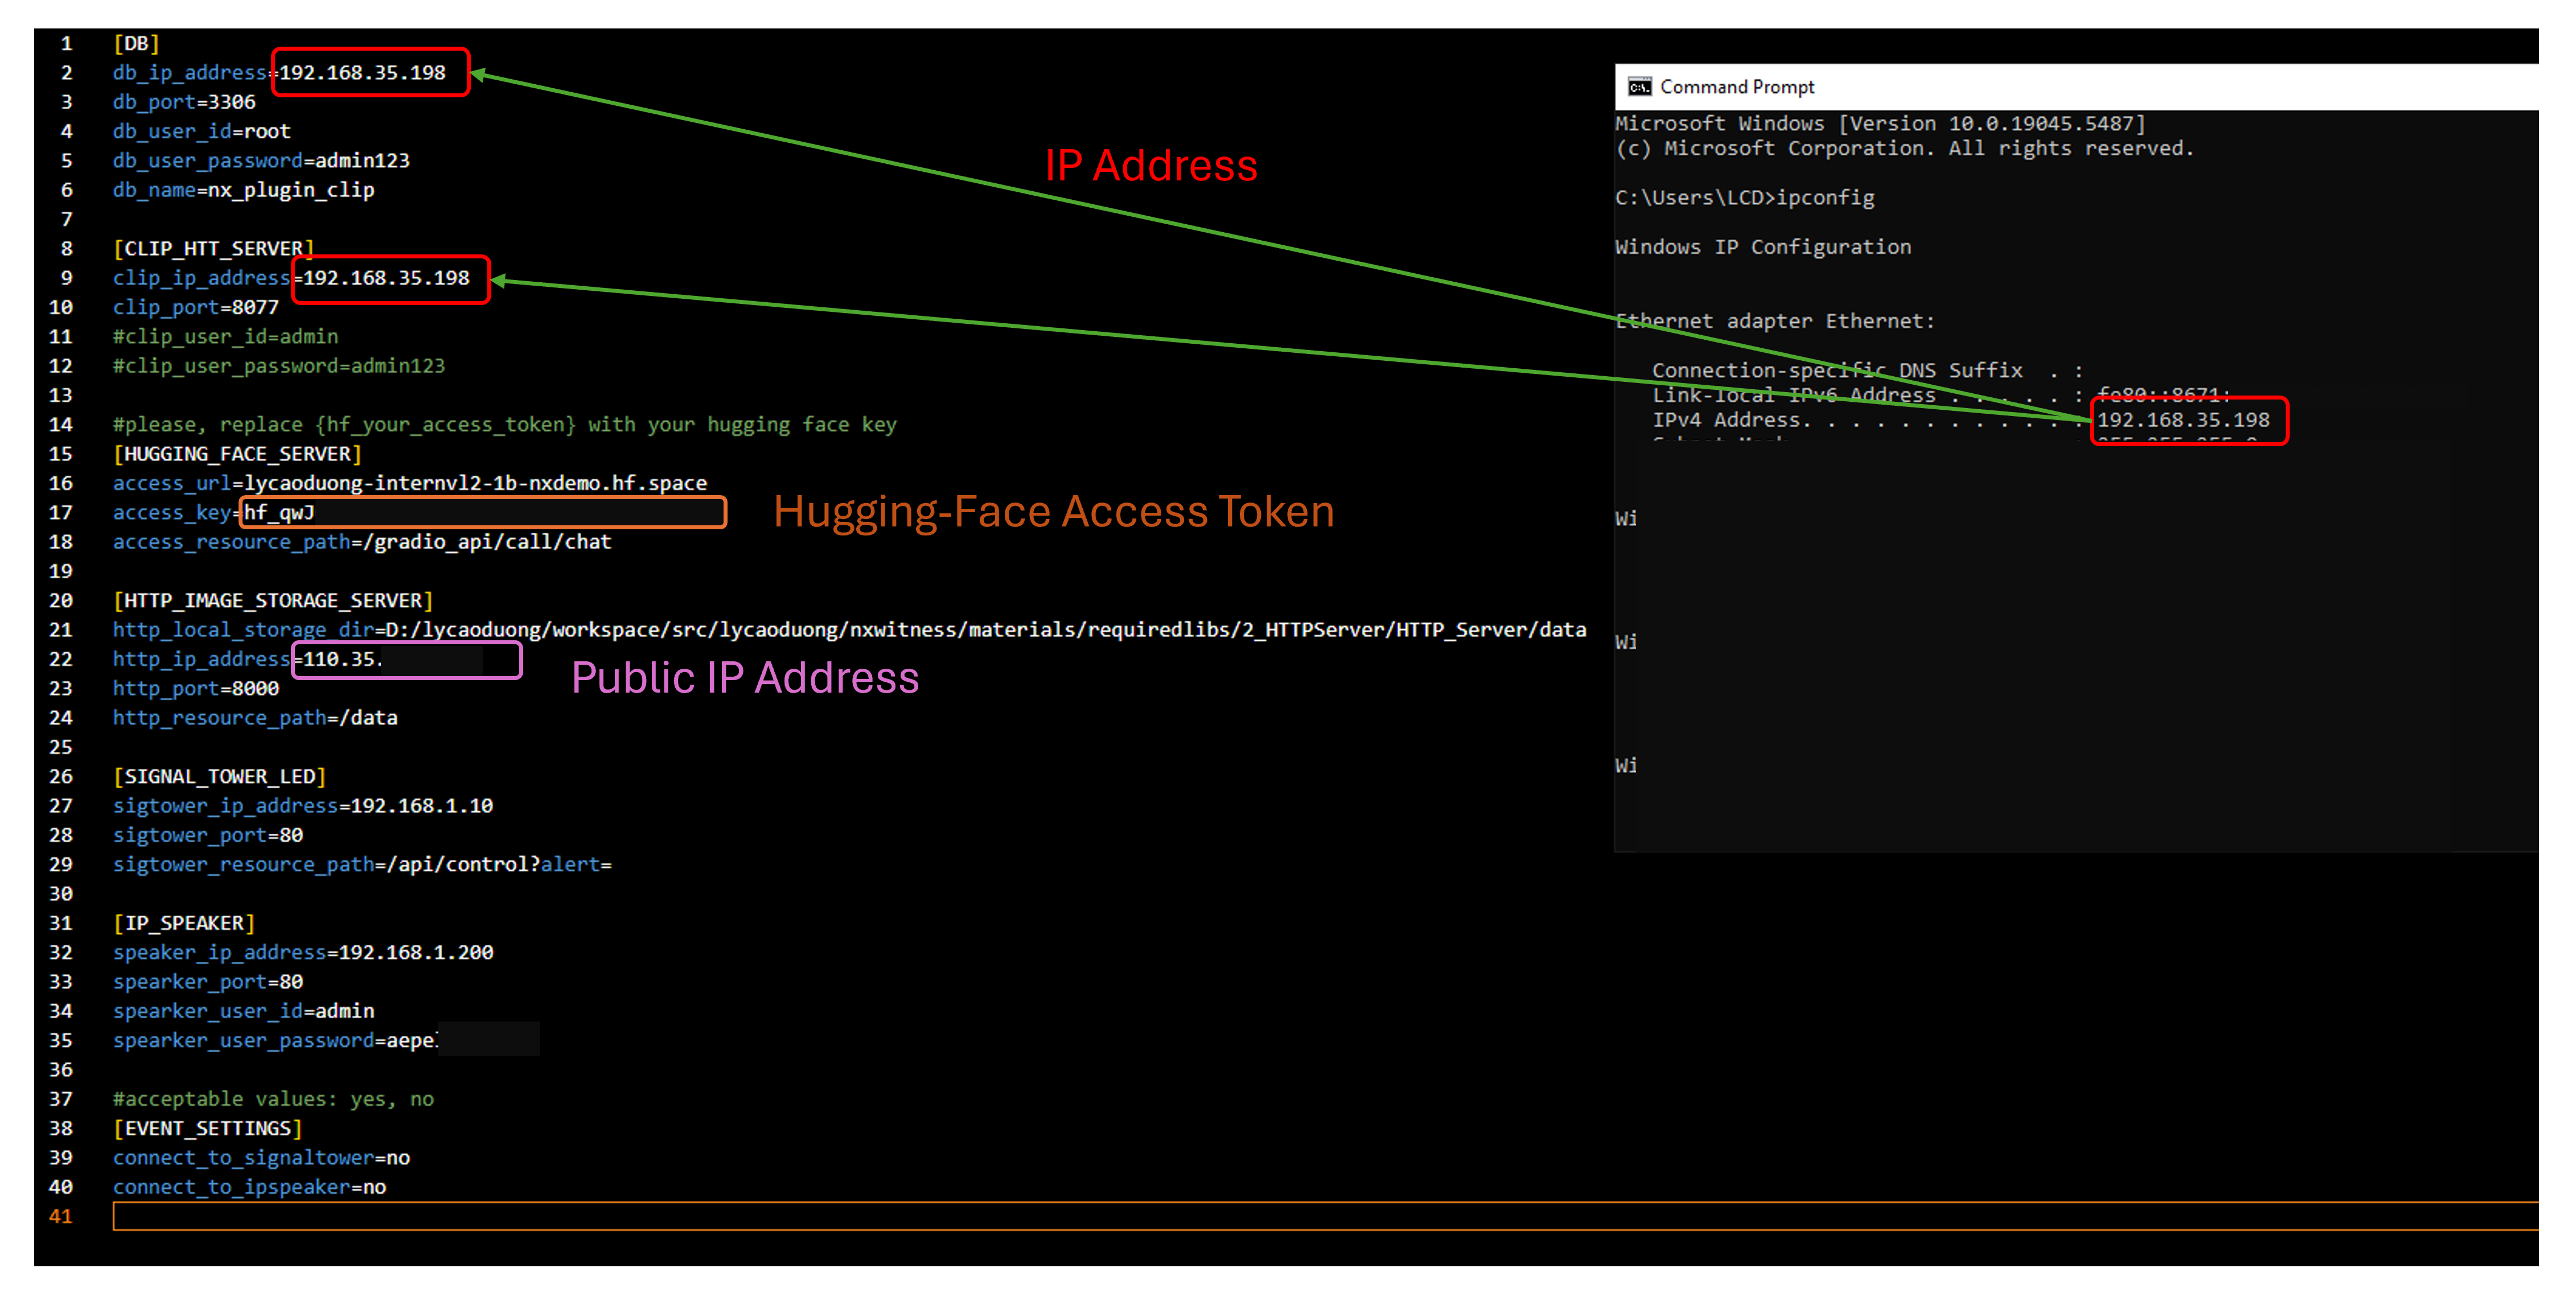 1 [DB]
2 db_ip_address=192.168.35.198
3 db_port=3306
4 db_user_id=root
5 db_user_password=admin123
6 db_name=nx_plugin_clip
7
8 [CLIP_HTT_SERVER]
9 clip_ip_address=192.168.35.198
10 clip_port=8077
11 #clip_user_id=admin
12 #clip_user_password=admin123
13
14 #please, replace {hf_your_access_token} with your hugging face key
15 [HUGGING_FACE_SERVER]
16 access_url=lycaoduong-internvl2-1b-nxdemo.hf.space
17 access_key=hf_qwJ
Hugging-Face Access Token
18 access_resource_path=/gradio_api/call/chat
19
20 [HTTP_IMAGE_STORAGE_SERVER]
21 http_local_storage_dir=D:/lycaoduong/workspace/src/lycaoduong/nxwitness/materials/requiredlibs/2_HTTPServer/HTTP_Server/data
22 http_ip_address=110.35.
Public IP Address
23 http_port=8000
24 http_resource_path=/data
25
26 [SIGNAL_TOWER_LED]
27 sigtower_ip_address=192.168.1.10
28 sigtower_port=80
29 sigtower_resource_path=/api/control?alert=
30
31 [IP_SPEAKER]
32 speaker_ip_address=192.168.1.200
33 spearker_port=80
34 spearker_user_id=admin
35 spearker_user_password=aepe
36
37 #acceptable values: yes, no
38 [EVENT_SETTINGS]
39 connect_to_signaltower=no
40 connect_to_ipspeaker=no
41
IP Address
Command Prompt
Microsoft Windows [Version 10.0.19045.5487]
(c) Microsoft Corporation. All rights reserved.
C:\Users\LCD>ipconfig
Windows IP Configuration
Ethernet adapter Ethernet:
Connection-specific DNS Suffix . :
Link-local IPv6 Address . . . . . : fe80::8671:
IPv4 Address. . . . . . . . . . . : 192.168.35.198
Wi
Wi
Wi